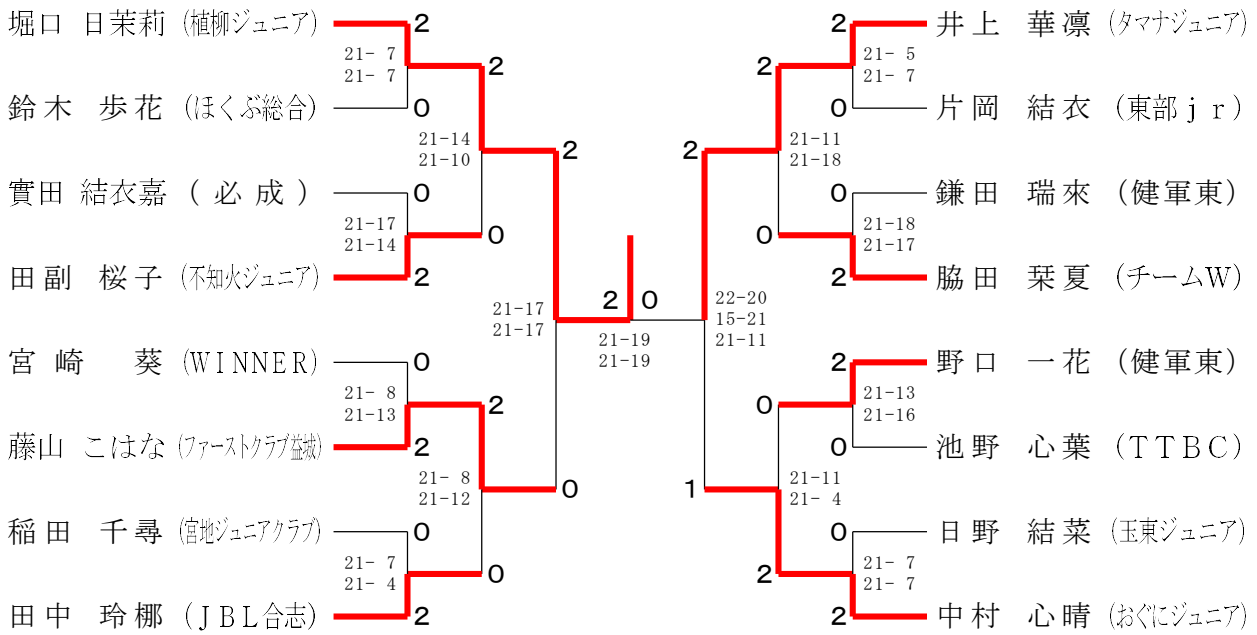 堀口 日茉莉 (植柳ジュニア) 2
21- 7
21- 7
2
鈴木 歩花 (ほくぶ総合) 0
21-14
21-10
2
實田 結衣嘉 (必成) 0
21-17
21-14
0
田副 桜子 (不知火ジュニア) 2
21-17
21-17
宮崎 葵 (WINNER) 0
21- 8
21-13
2
藤山 こはな (ファーストクラブ益城) 2
21- 8
21-12
0
稲田 千尋 (宮地ジュニアクラブ) 0
21- 7
21- 4
0
田中 玲梛 (JBL合志) 2
2 0
21-19
21-19
2 井上 華凛 (タマナジュニア)
21- 5
21- 7
2
0 片岡 結衣 (東部jr)
21-11
21-18
2
0 鎌田 瑞來 (健軍東)
21-18
21-17
0
2 脇田 栞夏 (チームW)
22-20
15-21
21-11
2 野口 一花 (健軍東)
21-13
21-16
0
0 池野 心葉 (TTBC)
21-11
21- 4
1
0 日野 結菜 (玉東ジュニア)
21- 7
21- 7
2
2 中村 心晴 (おぐにジュニア)